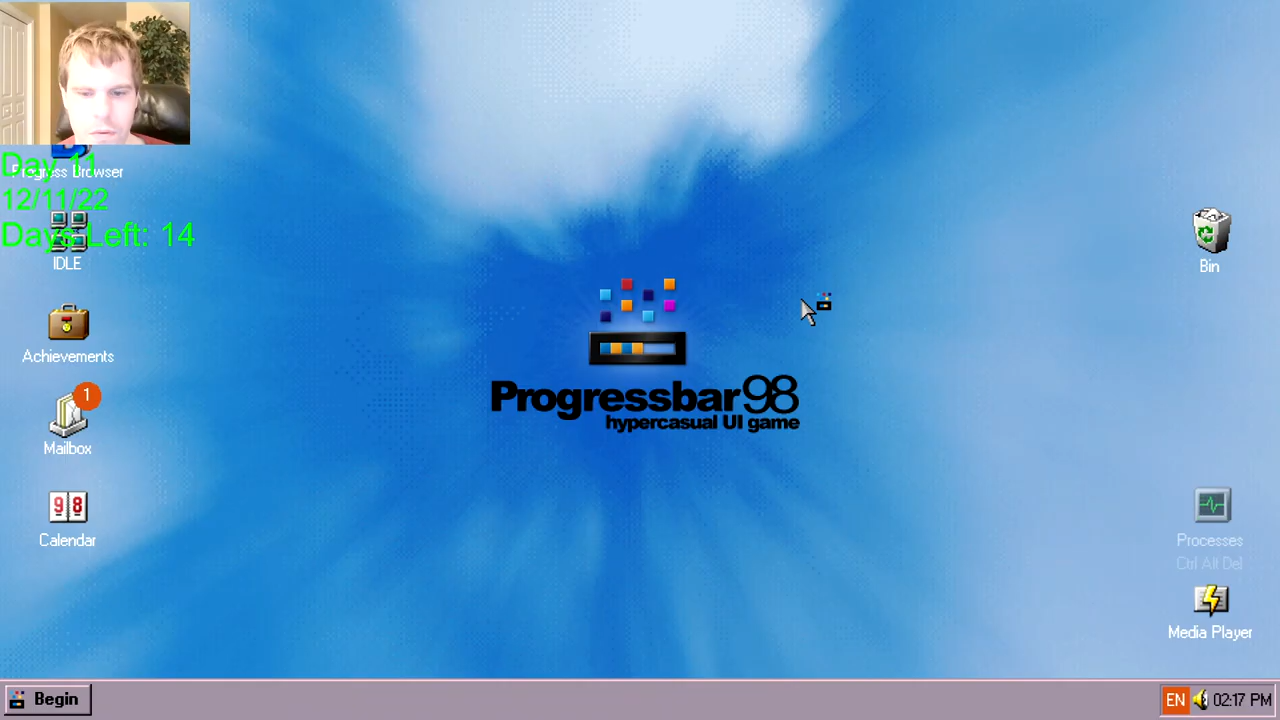 Day 11
Progress Browser
12/11/22
Days Left: 14
IDLE
Achievements
1
Mailbox
98
Calendar
Progressbar98
hypercasual UI game
Bin
Processes
Ctrl Alt Del
Media Player
Begin
EN
02:17 PM